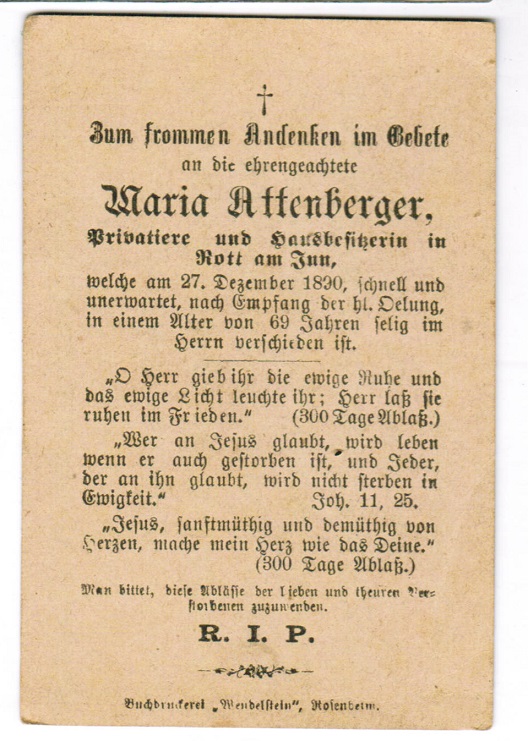 Zum frommen Andenken im Gebete
an die ehrengeachtete
Maria Attenberger,
Privatiere und Hausbesitzerin in
Rott am Inn,
welche am 27. Dezember 1890, schnell und
unerwartet, nach Empfang der hl. Oelung,
in einem Alter von 69 Jahren selig im
Herrn verschieden ist.
„O Herr gieb ihr die ewige Ruhe und
das ewige Licht leuchte ihr; Herr laß sie
ruhen im Frieden.“ (300 Tage Ablaß.)
„Wer an Jesus glaubt, wird leben
wenn er auch gestorben ist, und Jeder,
der an ihn glaubt, wird nicht sterben in
Ewigkeit.“ Joh. 11, 25.
„Jesus, sanftmüthig und demüthig von
Herzen, mache mein Herz wie das Deine.“
(300 Tage Ablaß.)
Man bittet, diese Ablässe der lieben und theuren Ver-
storbenen zuzuwenden.
R. I. P.
Buchdruckerei „Wendelstein“, Rosenheim.